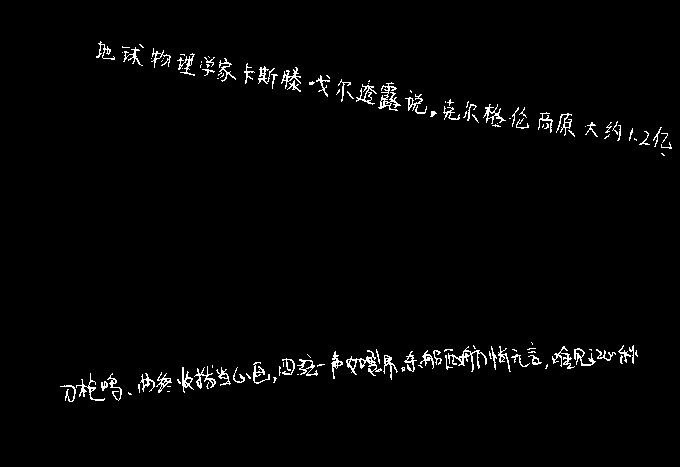 地球物理学家卡斯滕·戈尔透露说。克尔格伦高原大约1.2亿
刀枪鸣、曲终收拨当心画,四弦一声如裂帛。东船西舫悄无言,唯见江心秋